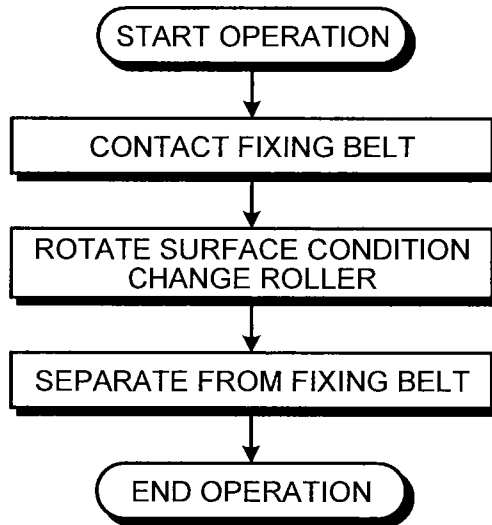 START OPERATION
CONTACT FIXING BELT
ROTATE SURFACE CONDITION
CHANGE ROLLER
SEPARATE FROM FIXING BELT
END OPERATION